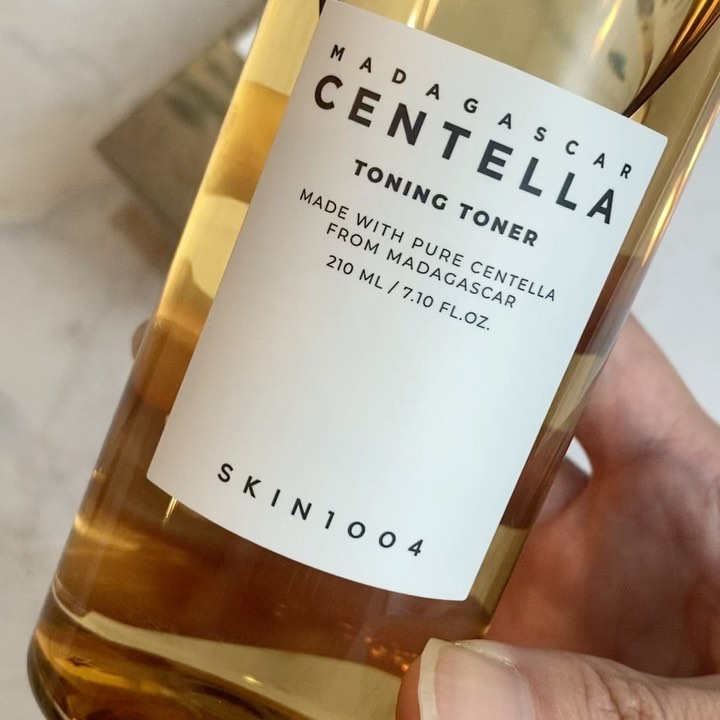 MADAGASCAR
CENTELLA
TONING TONER
MADE WITH PURE CENTELLA
FROM MADAGASCAR
210 ML / 7.10 FL.OZ.
SKIN1004